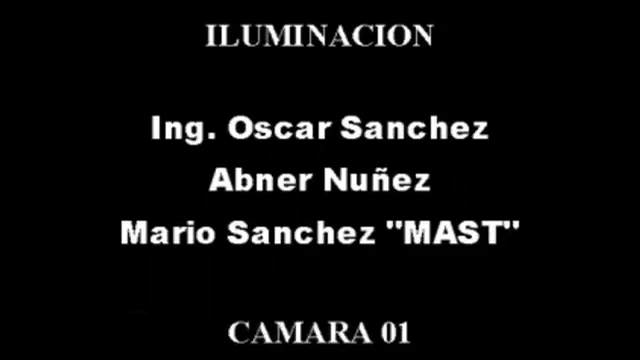 ILUMINACION
Ing. Oscar Sanchez
Abner Nuñez
Mario Sanchez "MAST"
CAMARA 01